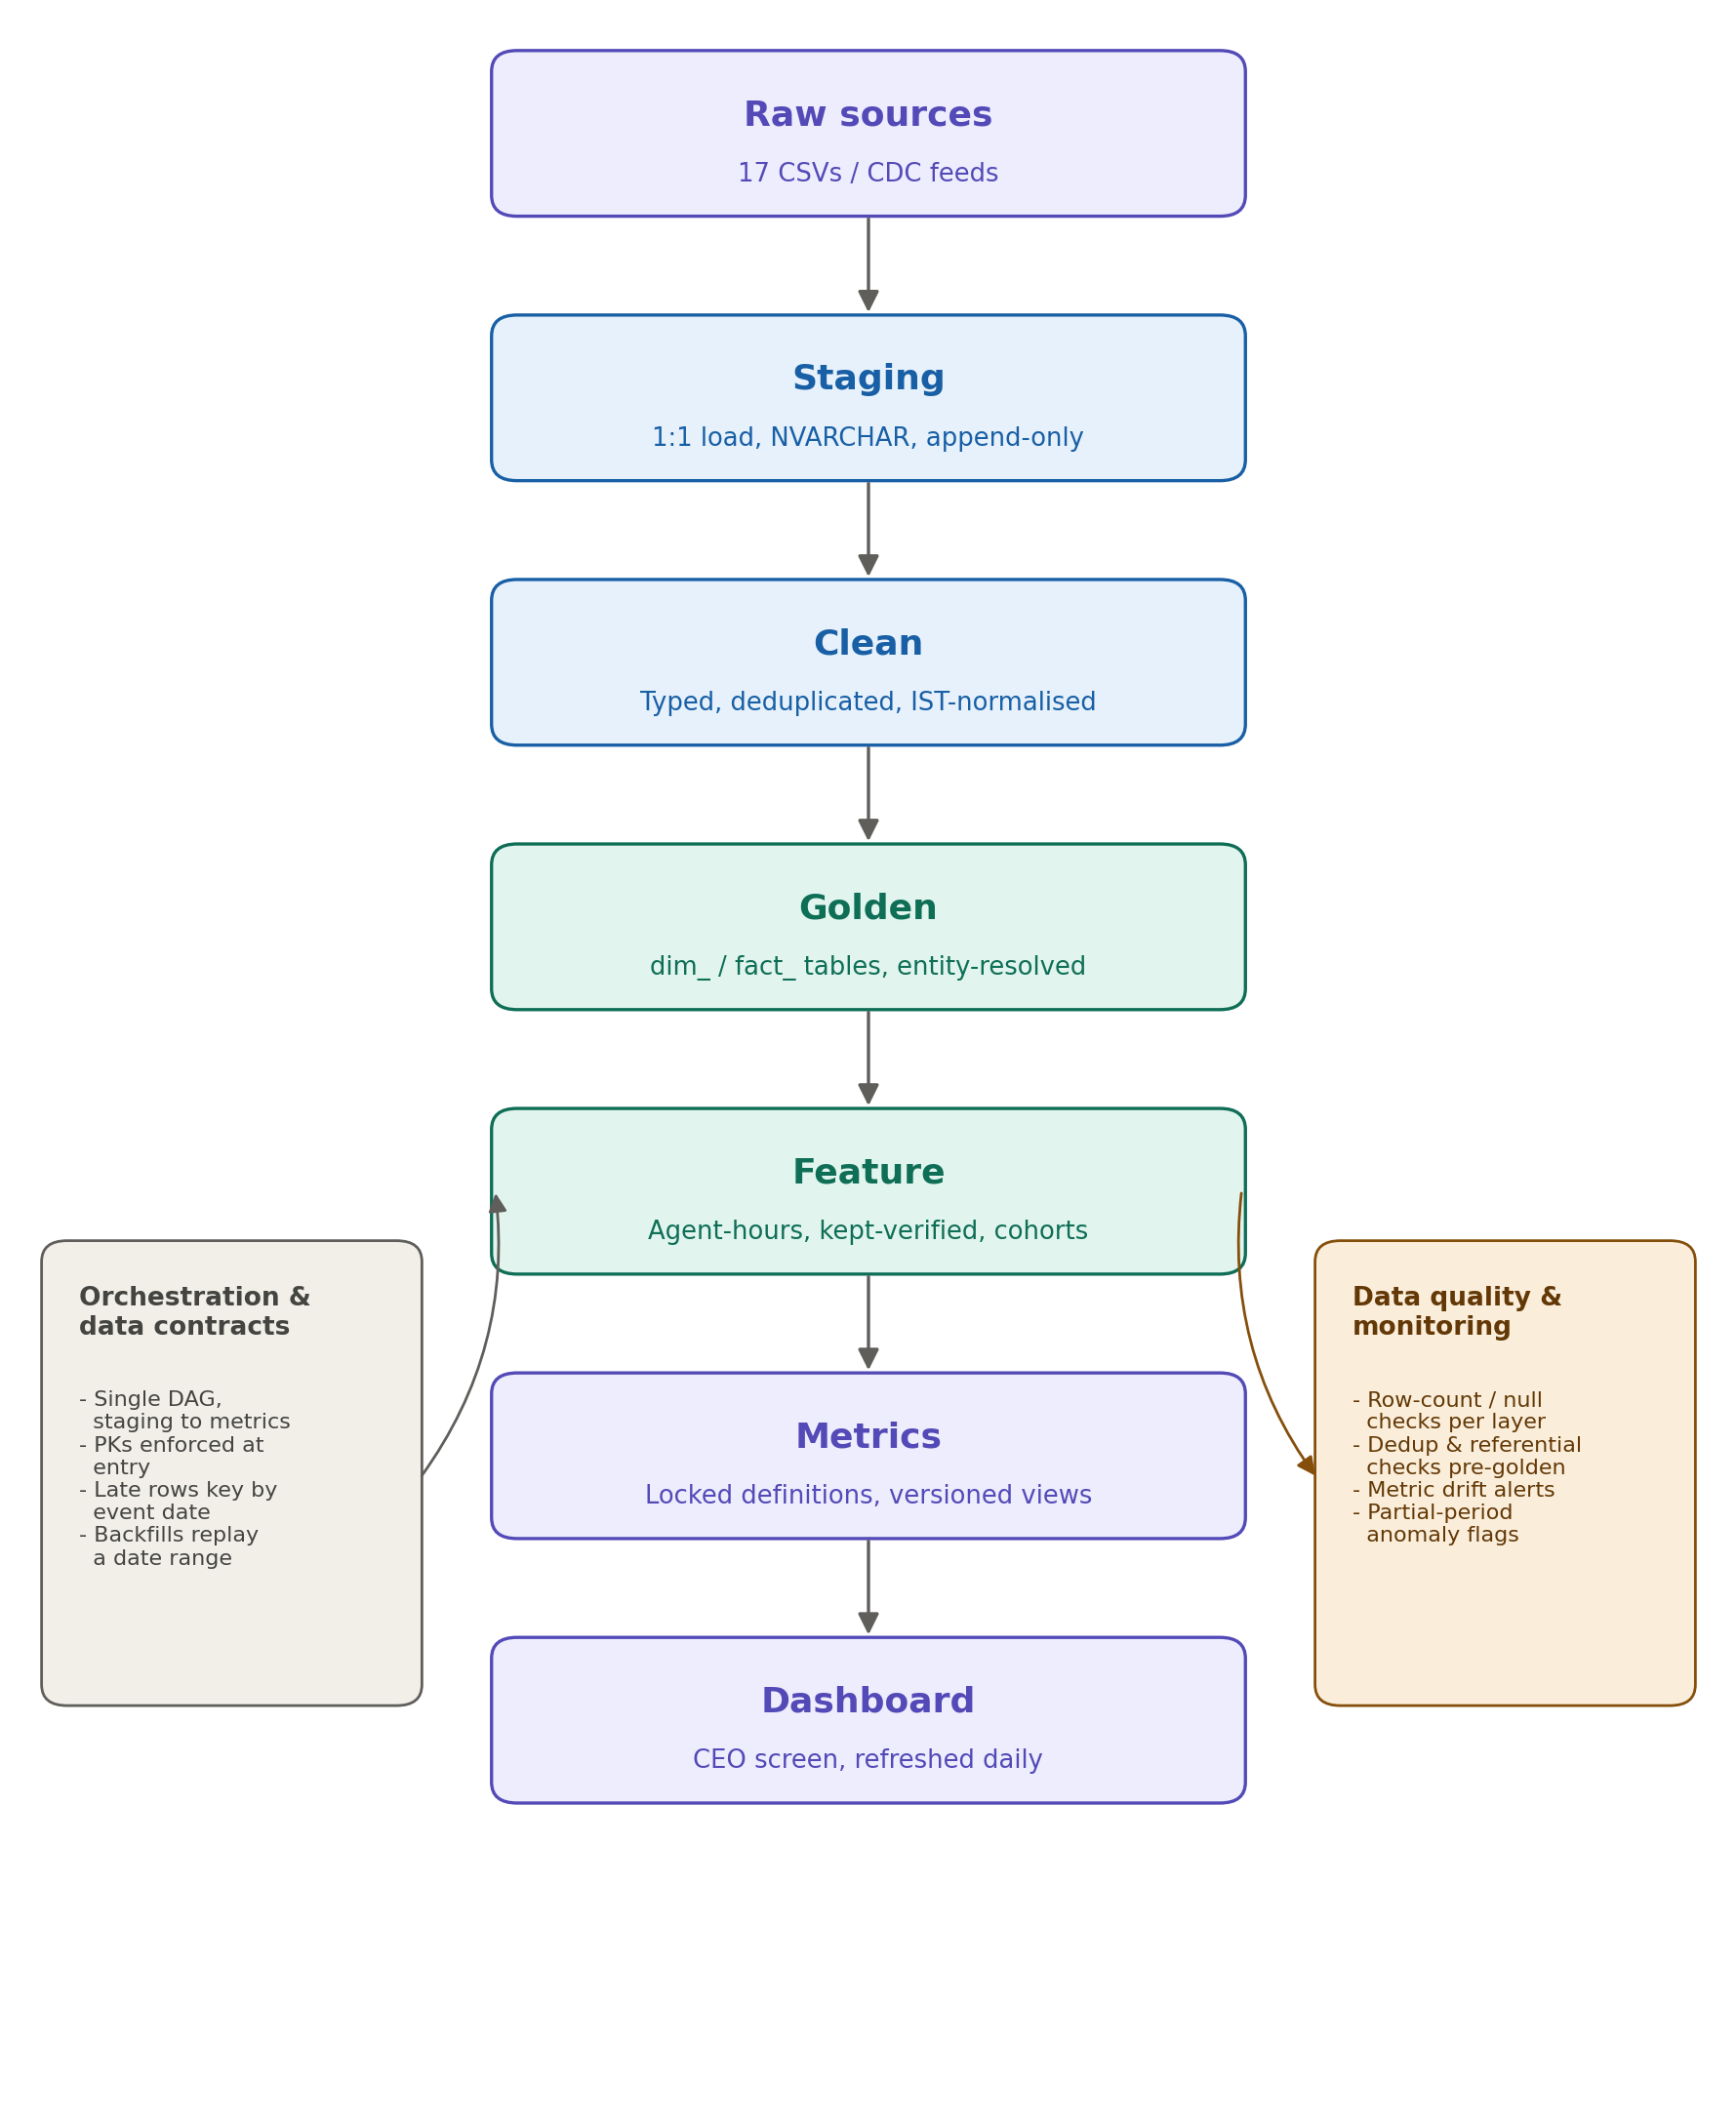 Raw sources
17 CSVs / CDC feeds
Staging
1:1 load, NVARCHAR, append-only
Clean
Typed, deduplicated, IST-normalised
Golden
dim_ / fact_ tables, entity-resolved
Feature
Agent-hours, kept-verified, cohorts
Orchestration &
data contracts
- Single DAG,
staging to metrics
- PKs enforced at
entry
- Late rows key by
event date
- Backfills replay
a date range
Data quality &
monitoring
- Row-count / null
checks per layer
- Dedup & referential
checks pre-golden
- Metric drift alerts
- Partial-period
anomaly flags
Metrics
Locked definitions, versioned views
Dashboard
CEO screen, refreshed daily